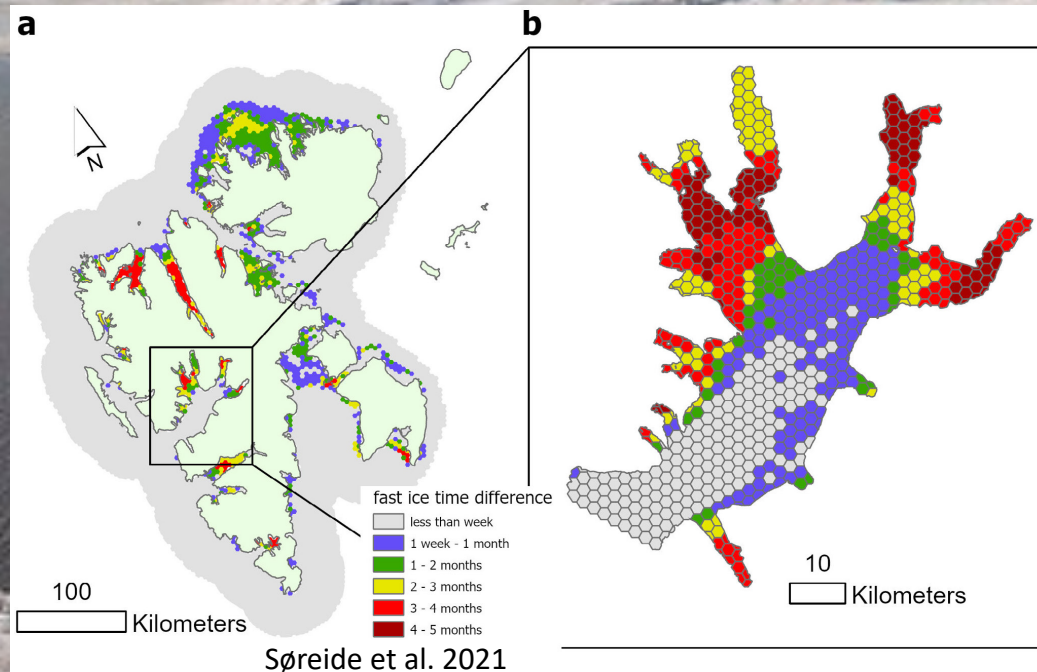 a
b
N
fast ice time difference
less than week
1 week - 1 month
1 - 2 months
2 - 3 months
3 - 4 months
4 - 5 months
100
Kilometers
10
Kilometers
Søreide et al. 2021